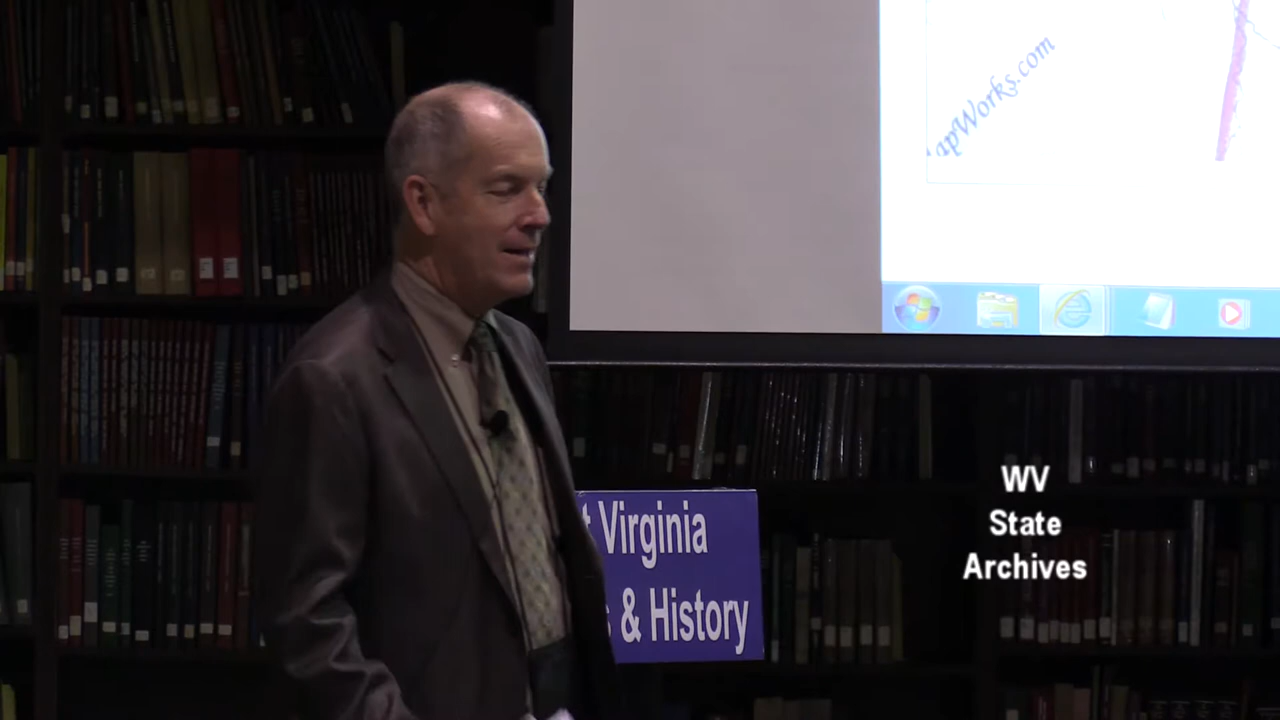 apWorks.com
t Virginia
s & History
WV
State
Archives